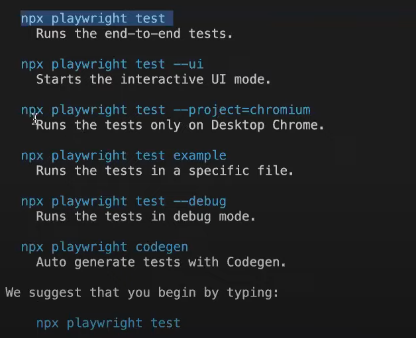 npx playwright test
Runs the end-to-end tests.
npx playwright test --ui
Starts the interactive UI mode.
npx playwright test --project=chromium
Runs the tests only on Desktop Chrome.
npx playwright test example
Runs the tests in a specific file.
npx playwright test --debug
Runs the tests in debug mode.
npx playwright codegen
Auto generate tests with Codegen.
We suggest that you begin by typing:
npx playwright test